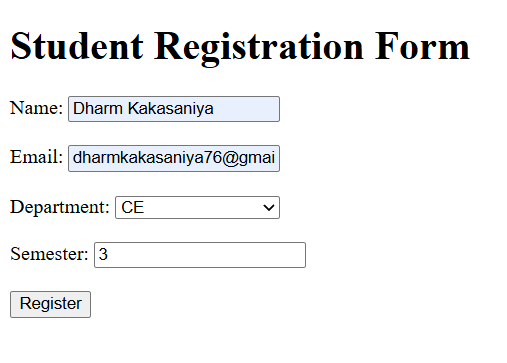 Student Registration Form
Name: Dharm Kakasaniya
Email: dharmkakasaniya76@gmai
Department: CE
Semester: 3
Register